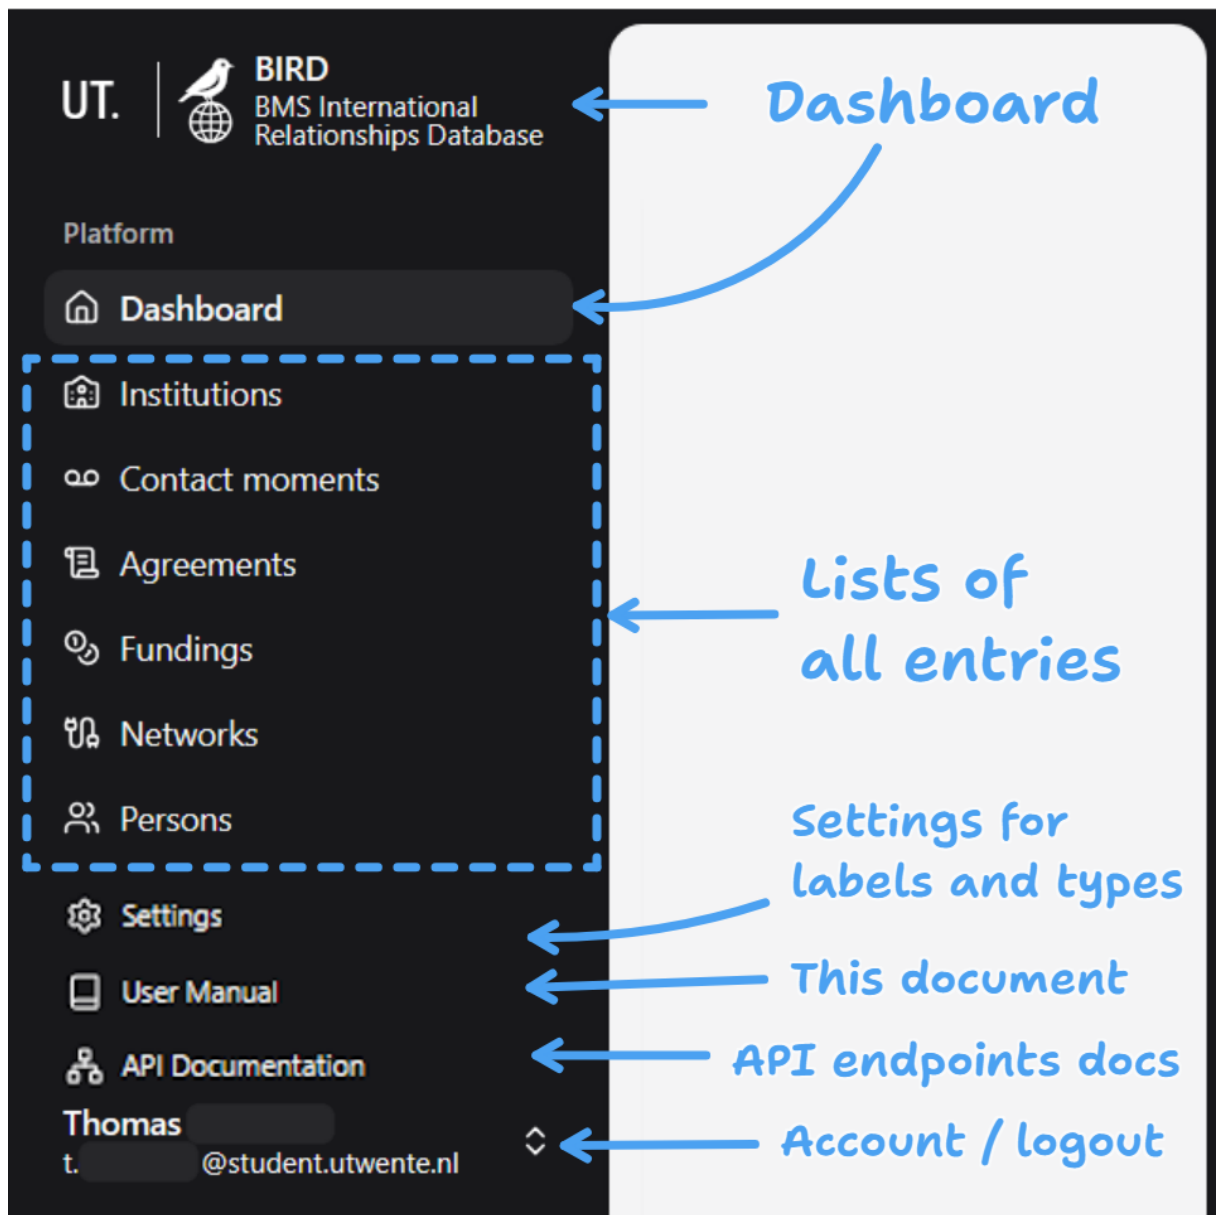 UT.
BIRD
BMS International
Relationships Database
Dashboard
Platform
Dashboard
Institutions
Contact moments
Agreements
Fundings
Networks
Persons
Lists of
all entries
Settings
Settings for
labels and types
User Manual
This document
API Documentation
API endpoints docs
Thomas
t. @student.utwente.nl
Account / logout